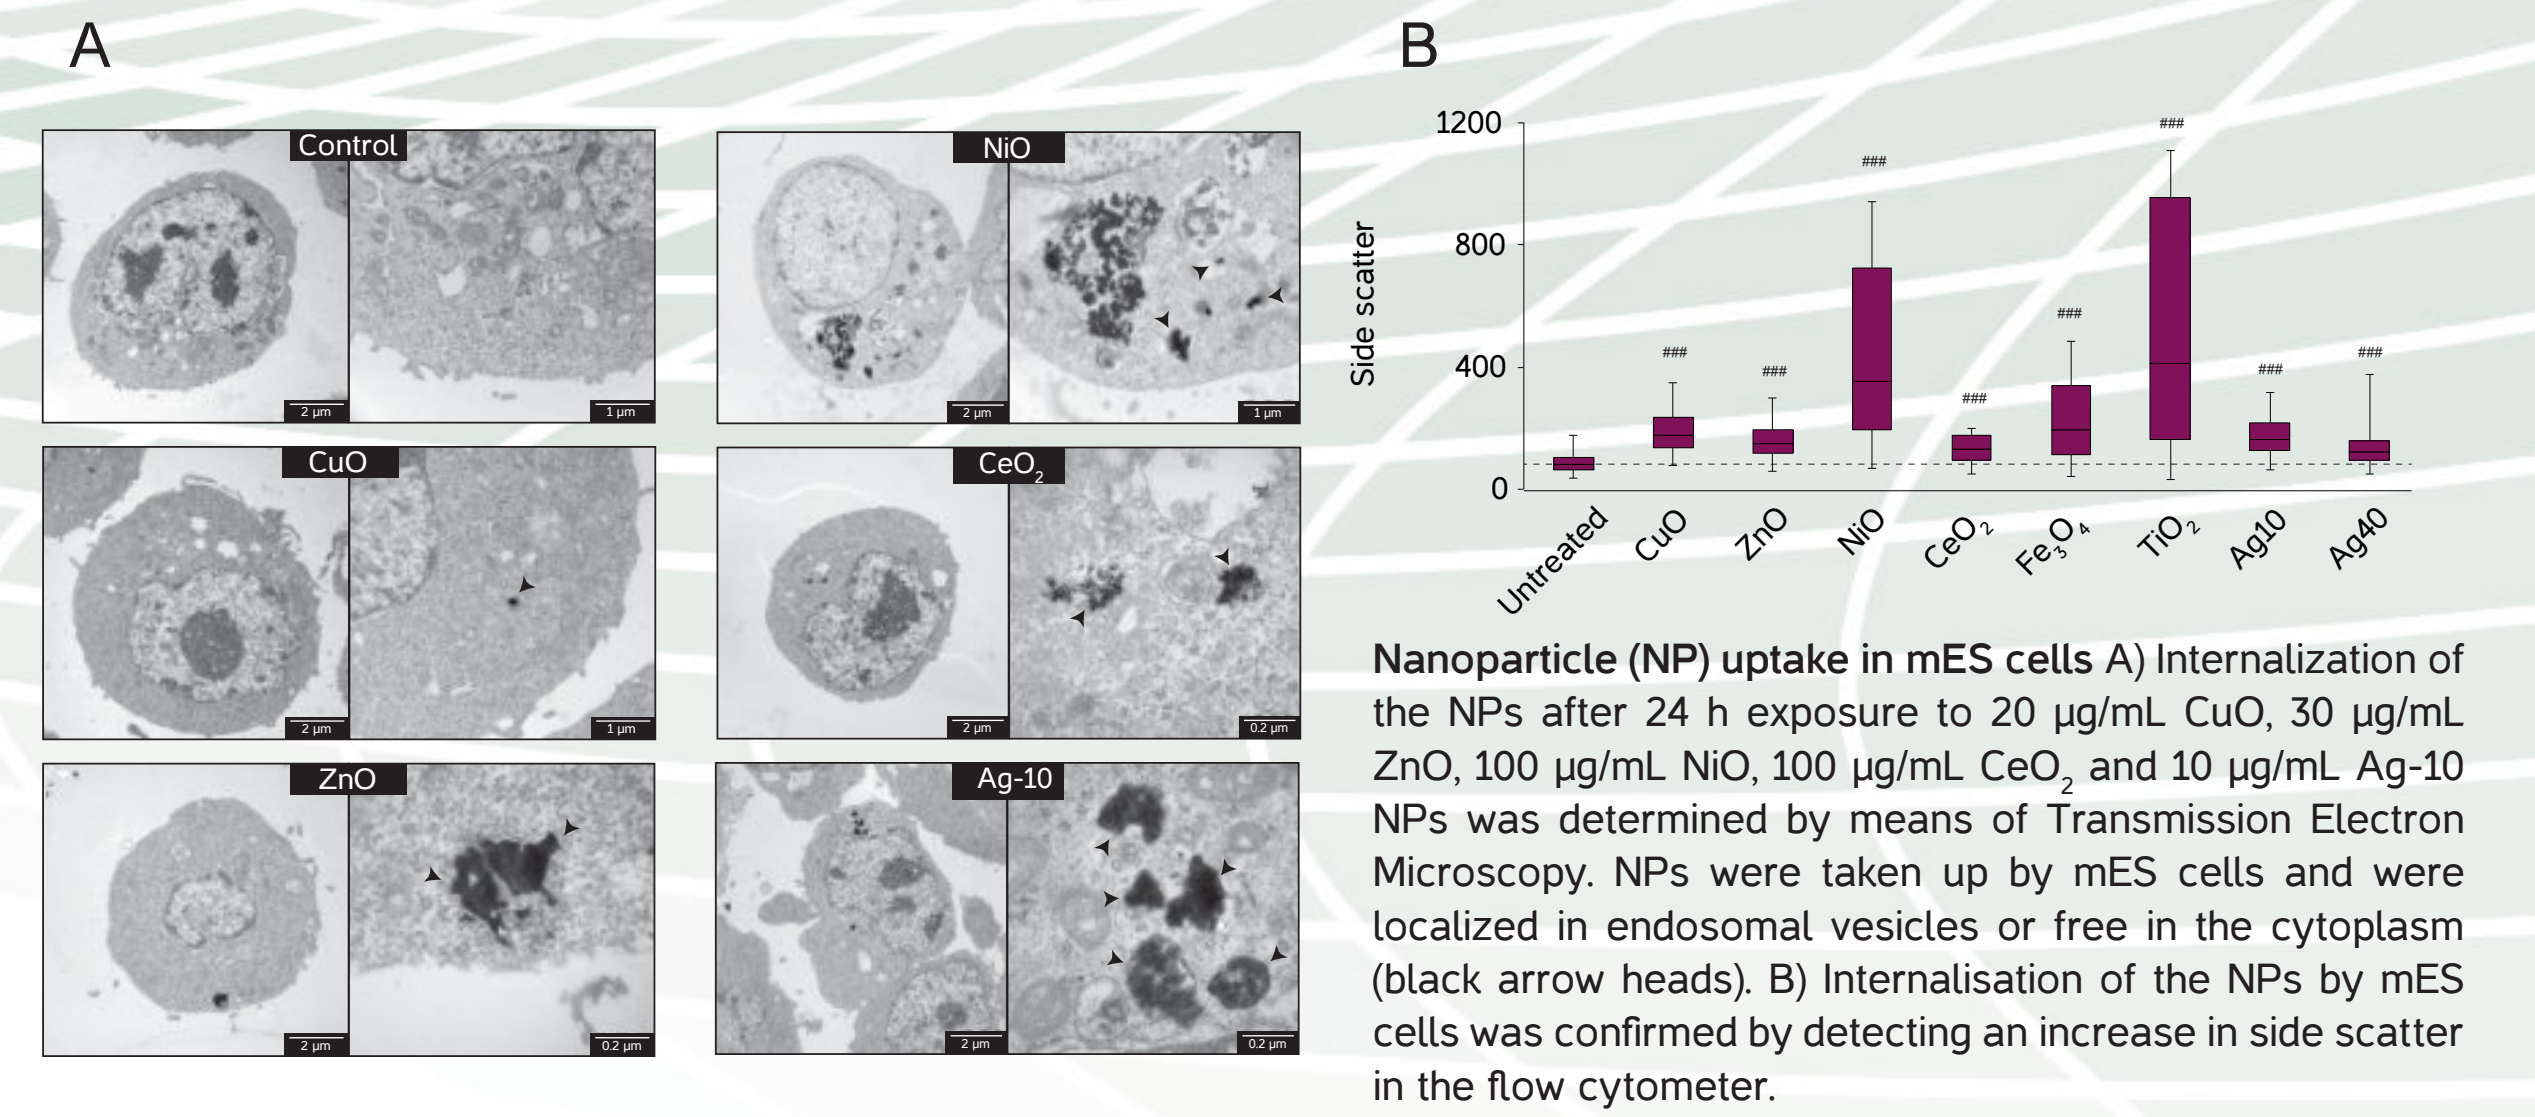 A
Control
2 µm
1 µm
NiO
2 µm
1 µm
CuO
2 µm
1 µm
CeO₂
2 µm
0.2 µm
ZnO
2 µm
0.2 µm
Ag-10
2 µm
0.2 µm
B
Side scatter
1200
800
400
0
###
###
###
###
###
###
###
###
Untreated
CuO
ZnO
NiO
CeO₂
Fe₃O₄
TiO₂
Ag10
Ag40
Nanoparticle (NP) uptake in mES cells A) Internalization of
the NPs after 24 h exposure to 20 µg/mL CuO, 30 µg/mL
ZnO, 100 µg/mL NiO, 100 µg/mL CeO₂ and 10 µg/mL Ag-10
NPs was determined by means of Transmission Electron
Microscopy. NPs were taken up by mES cells and were
localized in endosomal vesicles or free in the cytoplasm
(black arrow heads). B) Internalisation of the NPs by mES
cells was confirmed by detecting an increase in side scatter
in the flow cytometer.